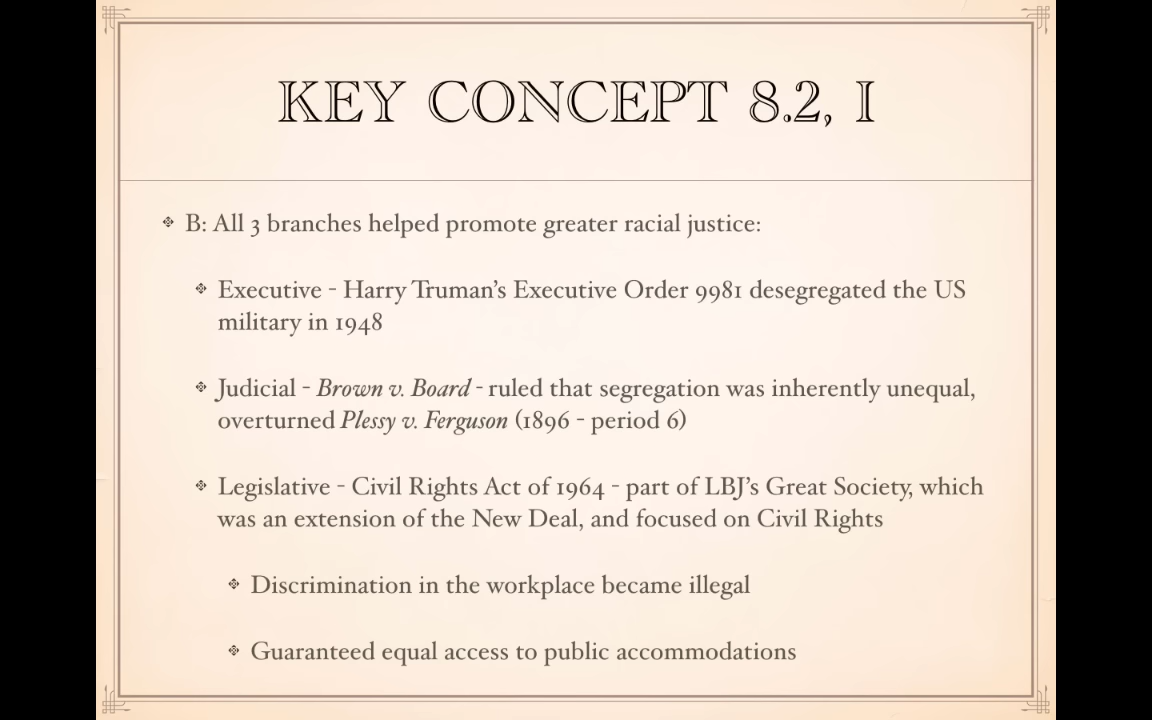 KEY CONCEPT 8.2, I
B: All 3 branches helped promote greater racial justice:
Executive - Harry Truman's Executive Order 9981 desegregated the US
military in 1948
Judicial - Brown v. Board - ruled that segregation was inherently unequal,
overturned Plessy v. Ferguson (1896 - period 6)
Legislative - Civil Rights Act of 1964 - part of LBJ's Great Society, which
was an extension of the New Deal, and focused on Civil Rights
Discrimination in the workplace became illegal
Guaranteed equal access to public accommodations